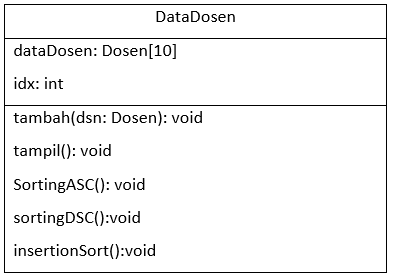 DataDosen
dataDosen: Dosen[10]
idx: int
tambah(dsn: Dosen): void
tampil(): void
SortingASC(): void
sortingDSC():void
insertionSort():void